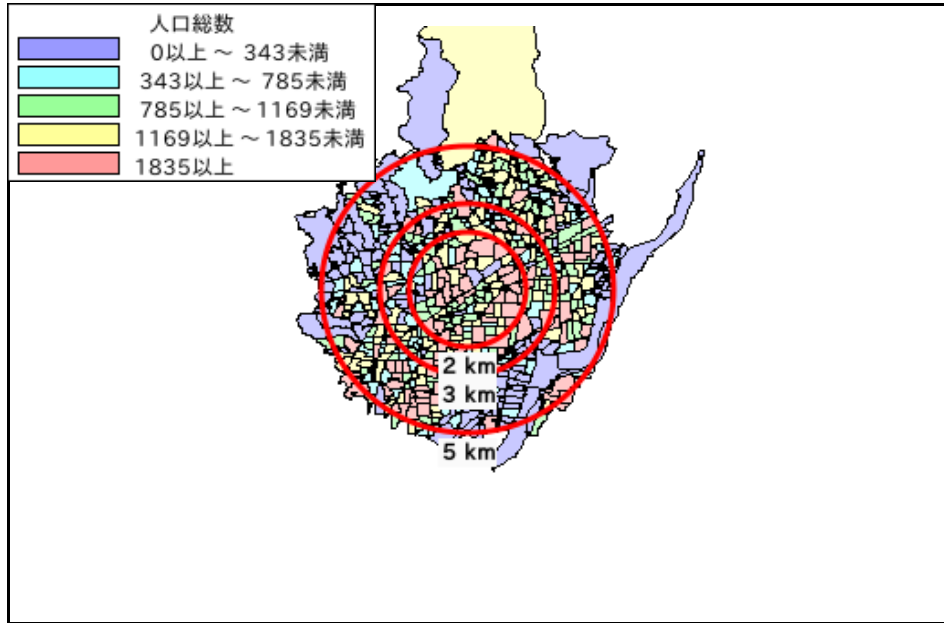 人口総数
0以上 ～ 343未満
343以上 ～ 785未満
785以上 ～ 1169未満
1169以上 ～ 1835未満
1835以上
2 km
3 km
5 km